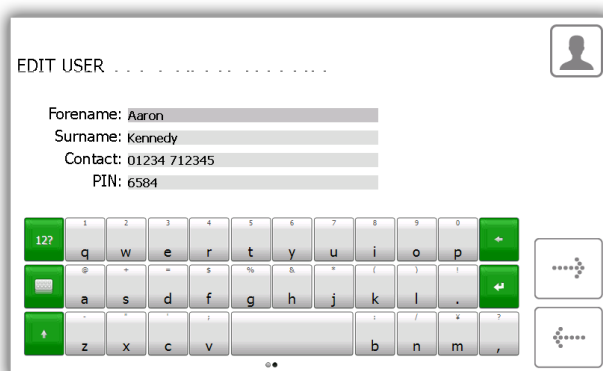 EDIT USER
Forename: Aaron
Surname: Kennedy
Contact: 01234 712345
PIN: 6584
1 2 3 4 5 6 7 8 9 0
12? q w e r t y u i o p
@ + = $ % & * ( ) !
a s d f g h j k l .
- " ' ; : / ¥ ?
z x c v b n m ,